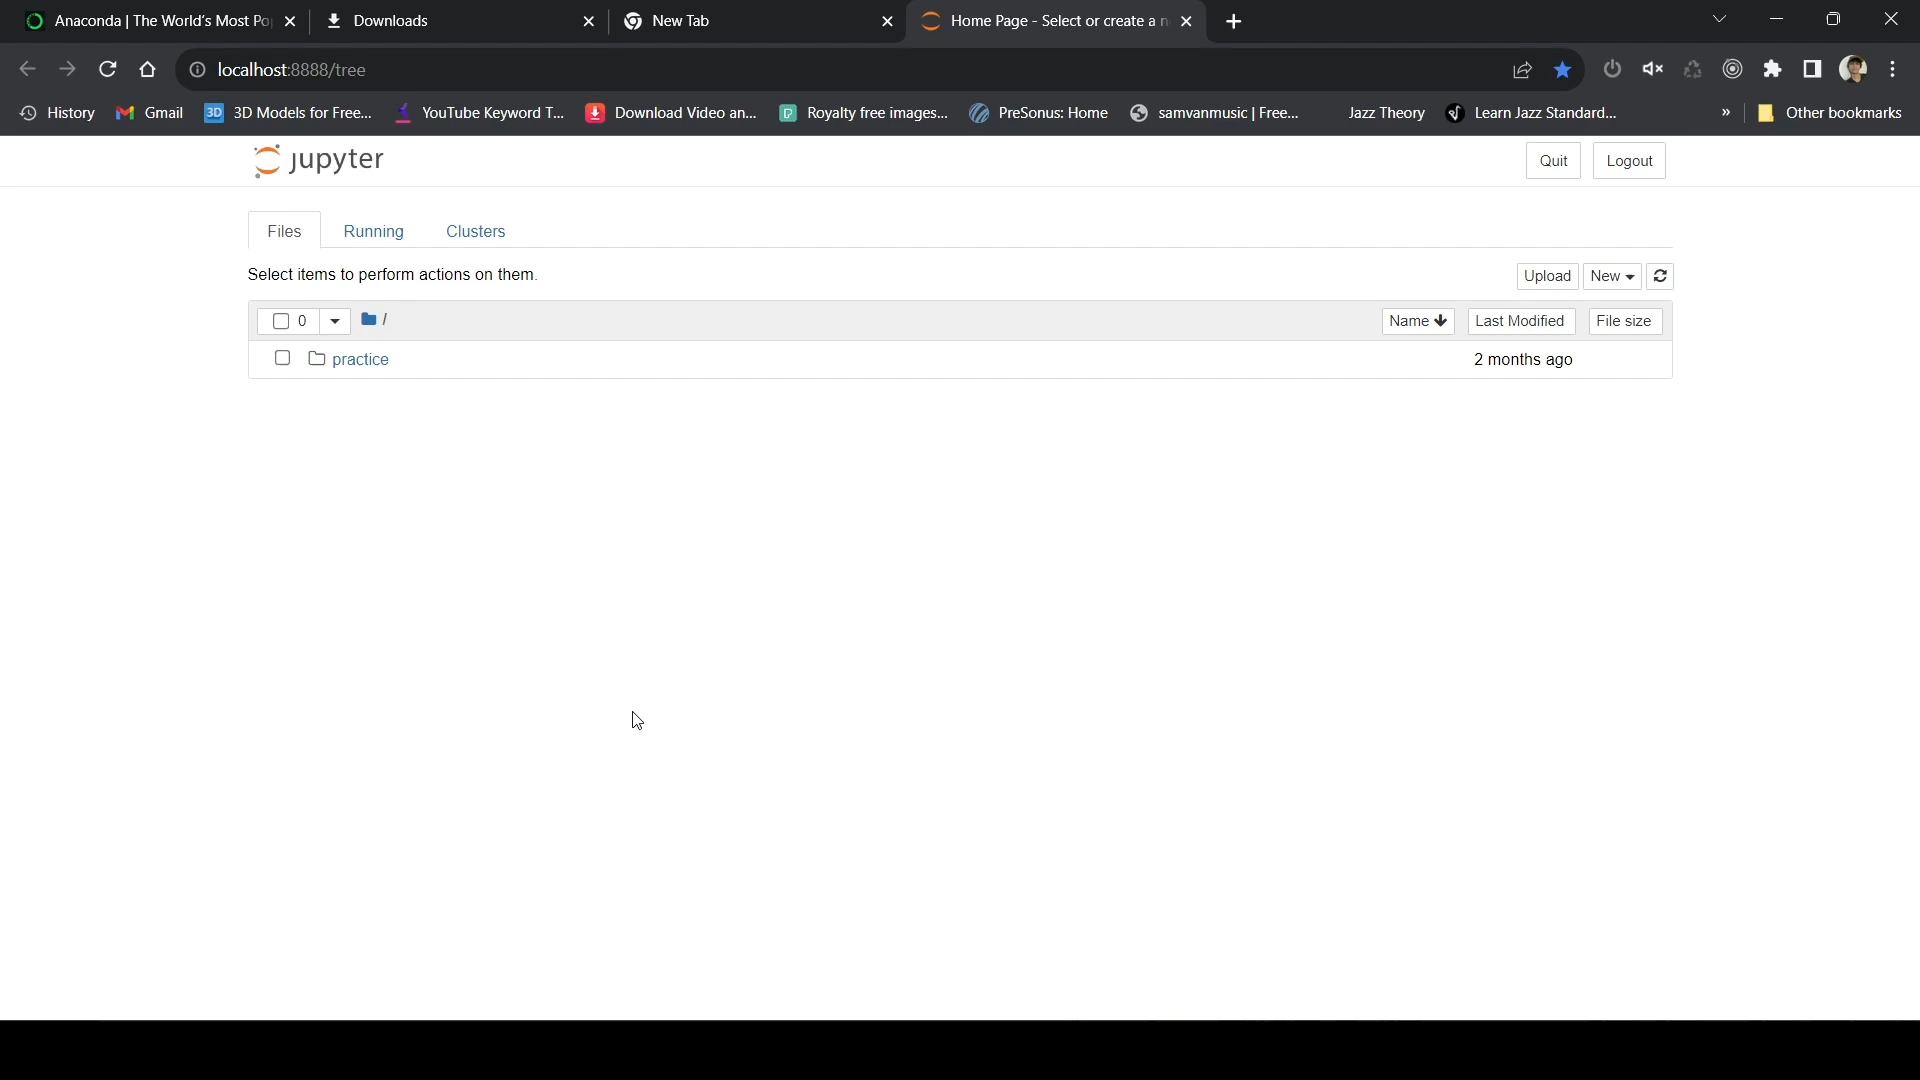 Anaconda | The World's Most Po
Downloads
New Tab
Home Page - Select or create a n
localhost:8888/tree
History
Gmail
3D
3D Models for Free...
YouTube Keyword T...
Download Video an...
Royalty free images...
PreSonus: Home
samvanmusic | Free...
Jazz Theory
Learn Jazz Standard...
»
Other bookmarks
jupyter
Quit
Logout
Files
Running
Clusters
Select items to perform actions on them.
Upload
New
0
/
Name
Last Modified
File size
practice
2 months ago